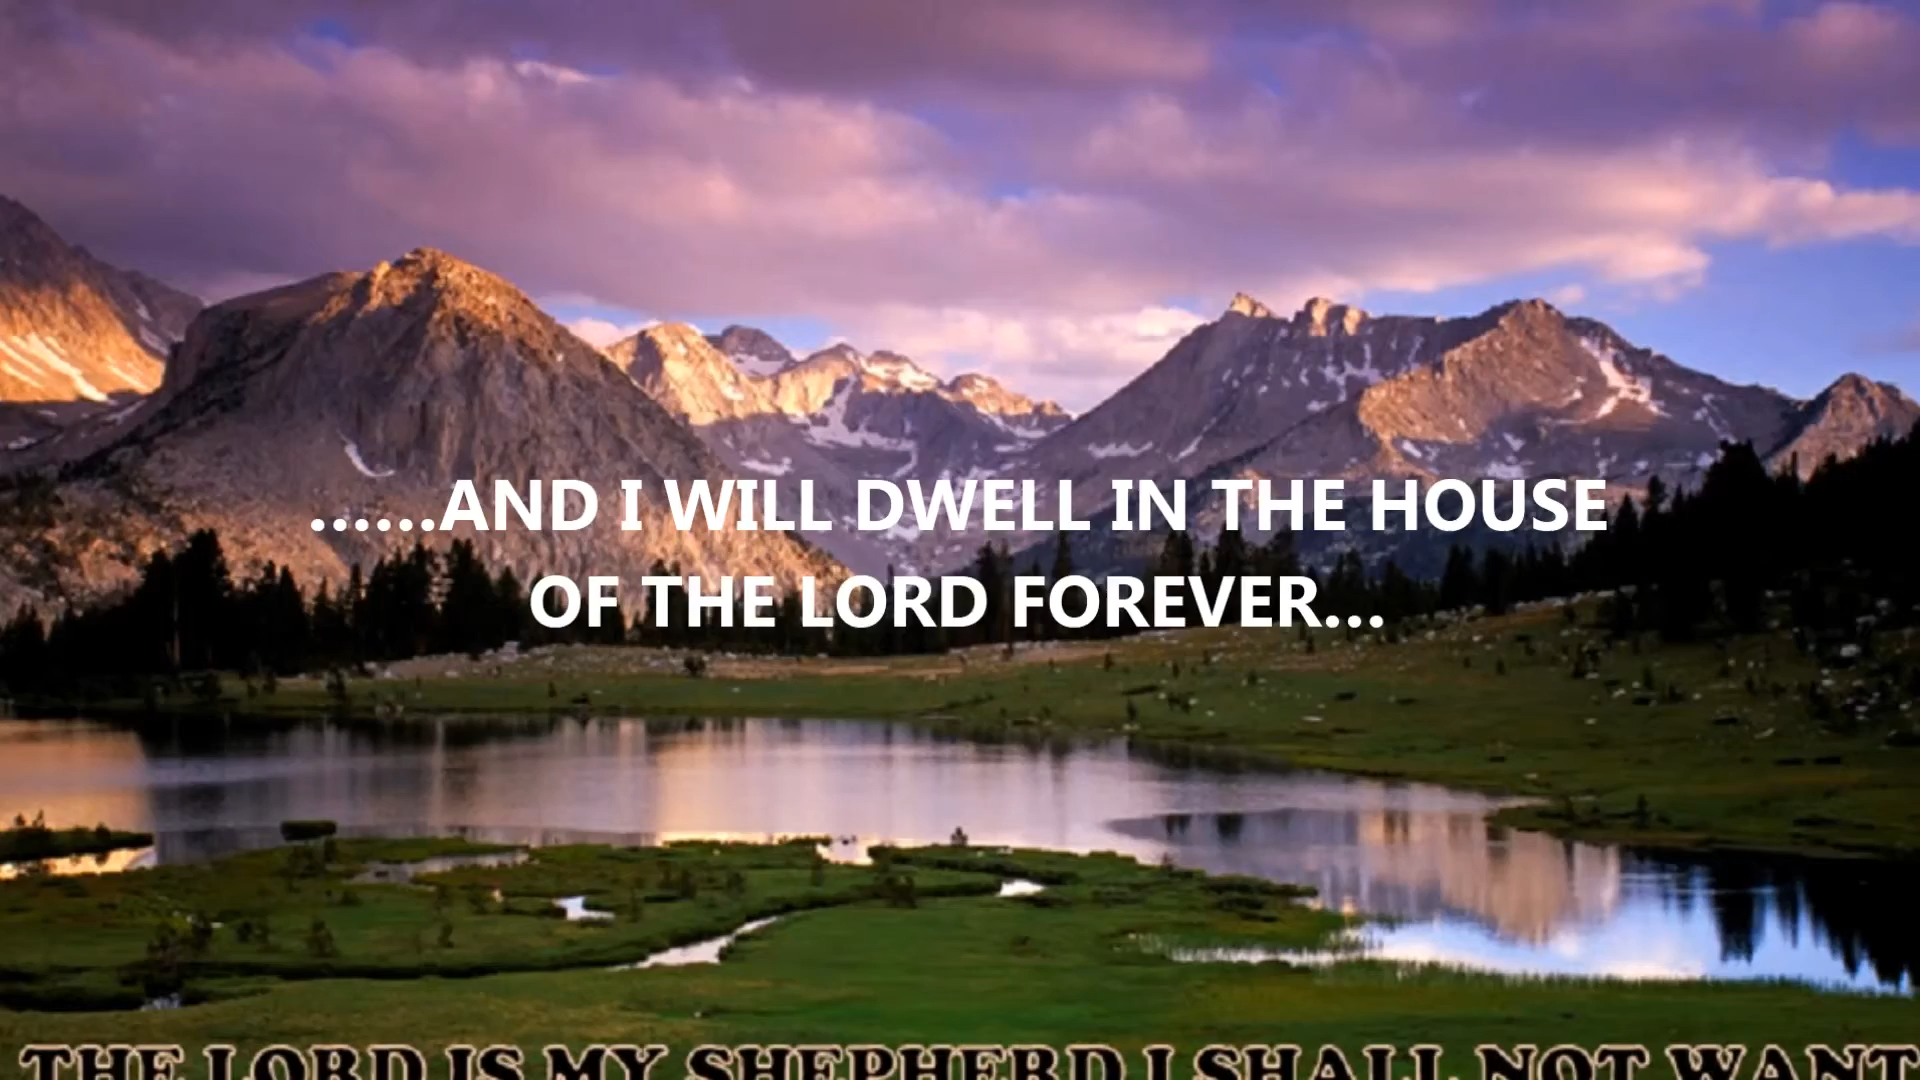 ......AND I WILL DWELL IN THE HOUSE
OF THE LORD FOREVER...
THE LORD IS MY SHEPHERD I SHALL NOT WANT